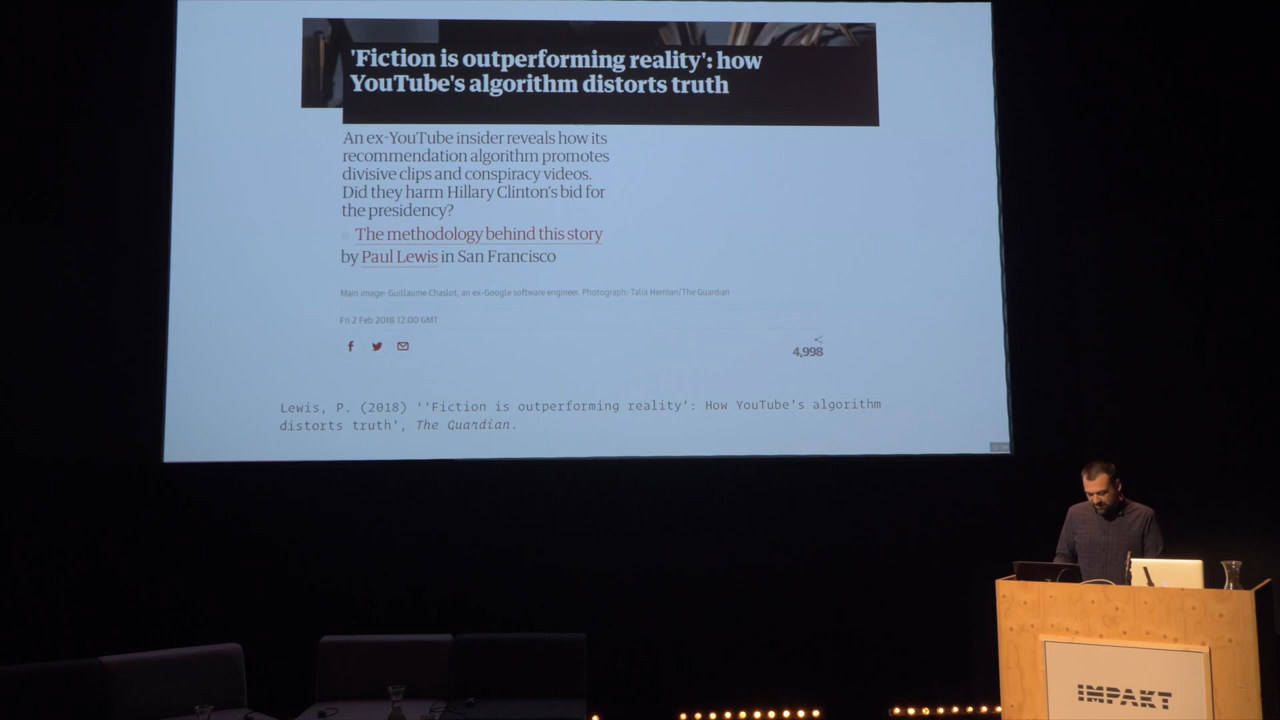 'Fiction is outperforming reality': how
YouTube's algorithm distorts truth
An ex-YouTube insider reveals how its
recommendation algorithm promotes
divisive clips and conspiracy videos.
Did they harm Hillary Clinton's bid for
the presidency?
The methodology behind this story
by Paul Lewis in San Francisco
Main image: Guillaume Chaslot, an ex-Google software engineer. Photograph: Talia Herman/The Guardian
Fri 2 Feb 2018 12.00 GMT
4,998
Lewis, P. (2018) ‘'Fiction is outperforming reality’: How YouTube’s algorithm
distorts truth’, The Guardian.
IMPAKT